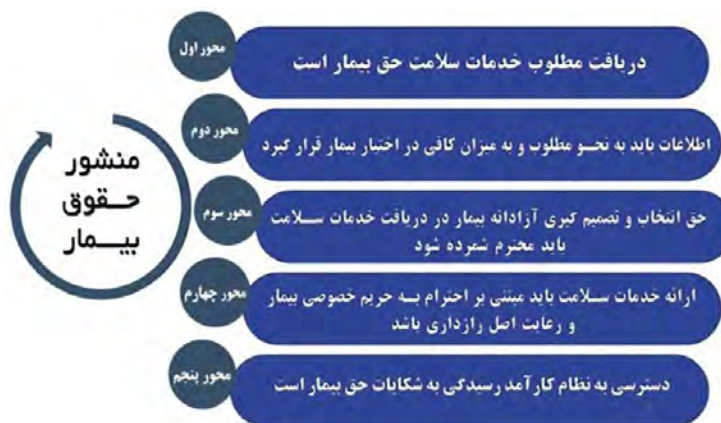 منشور
حقوق
بیمار
محور اول
دریافت مطلوب خدمات سلامت حق بیمار است
محور دوم
اطلاعات باید به نحو مطلوب و به میزان کافی در اختیار بیمار قرار گیرد
محور سوم
حق انتخاب و تصمیم گیری آزادانه بیمار در دریافت خدمات سلامت
باید محترم شمرده شود
محور چهارم
ارائه خدمات سلامت باید مبتنی بر احترام به حریم خصوصی بیمار
و رعایت اصل رازداری باشد
محور پنجم
دسترسی به نظام کارآمد رسیدگی به شکایات حق بیمار است